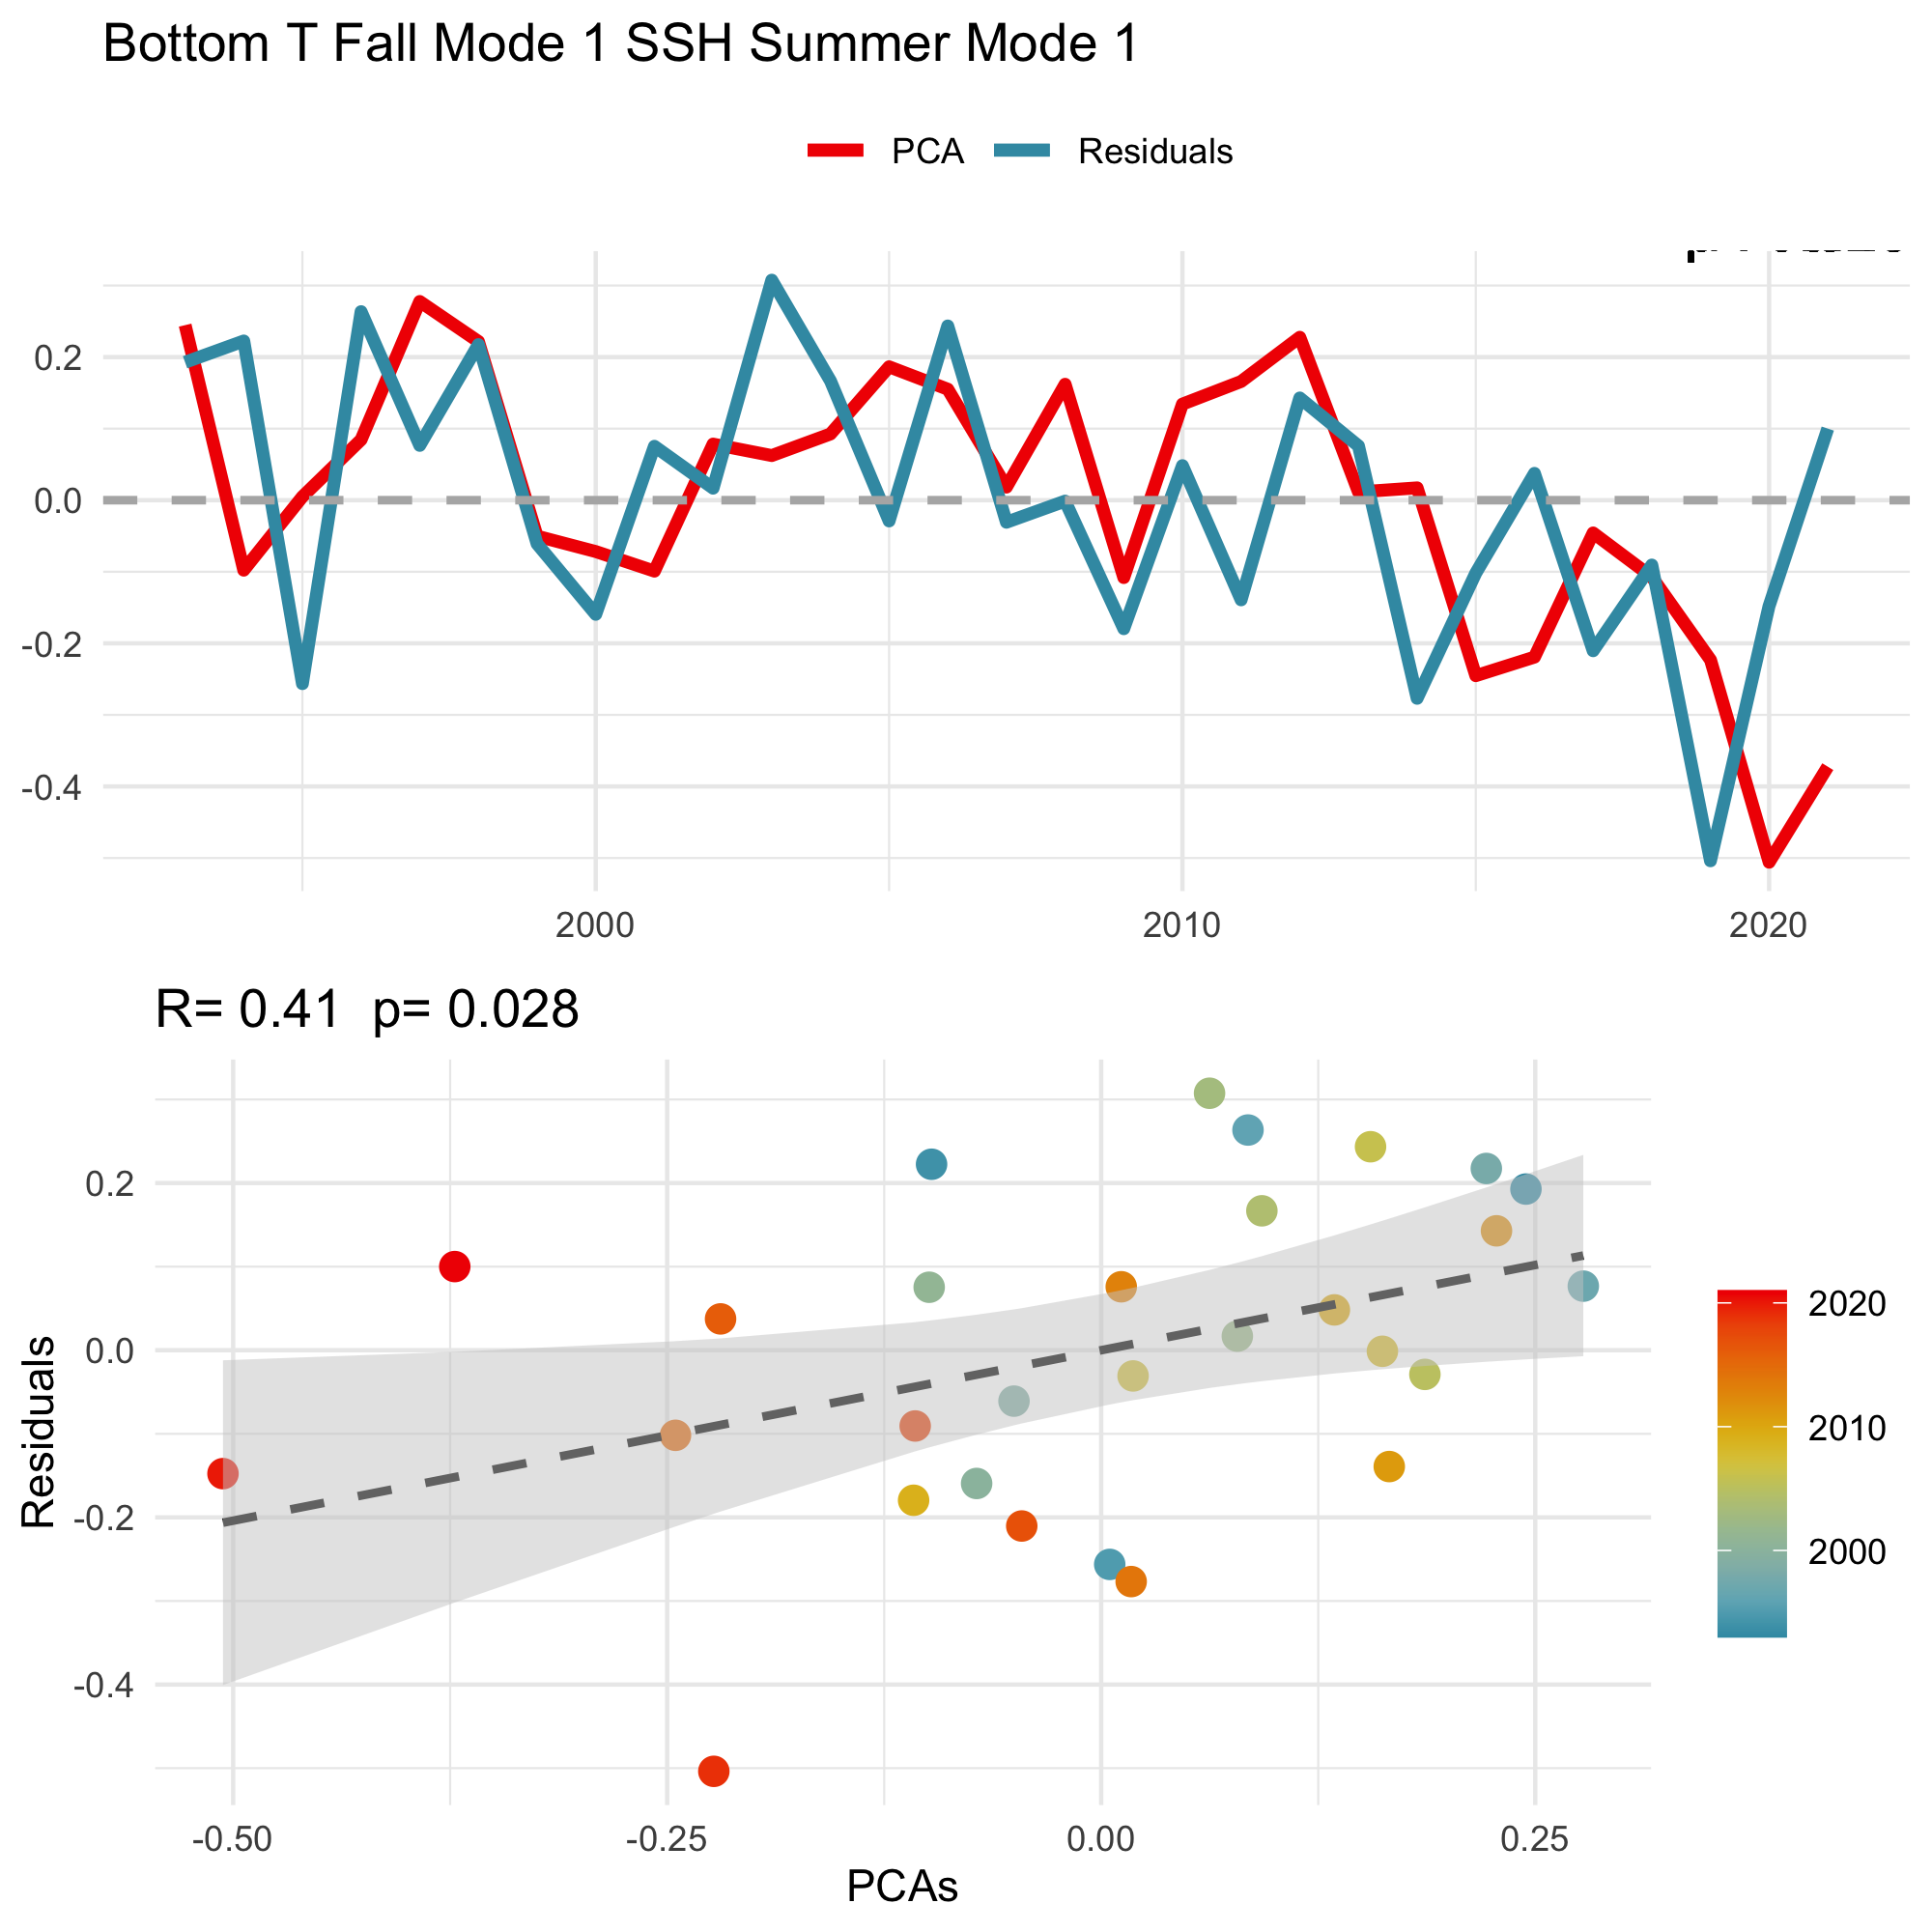 Bottom T Fall Mode 1 SSH Summer Mode 1
PCA Residuals
0.2
0.0
-0.2
-0.4
2000 2010 2020
R= 0.41 p= 0.028
Residuals
0.2
0.0
-0.2
-0.4
-0.50 -0.25 0.00 0.25
PCAs
2020
2010
2000